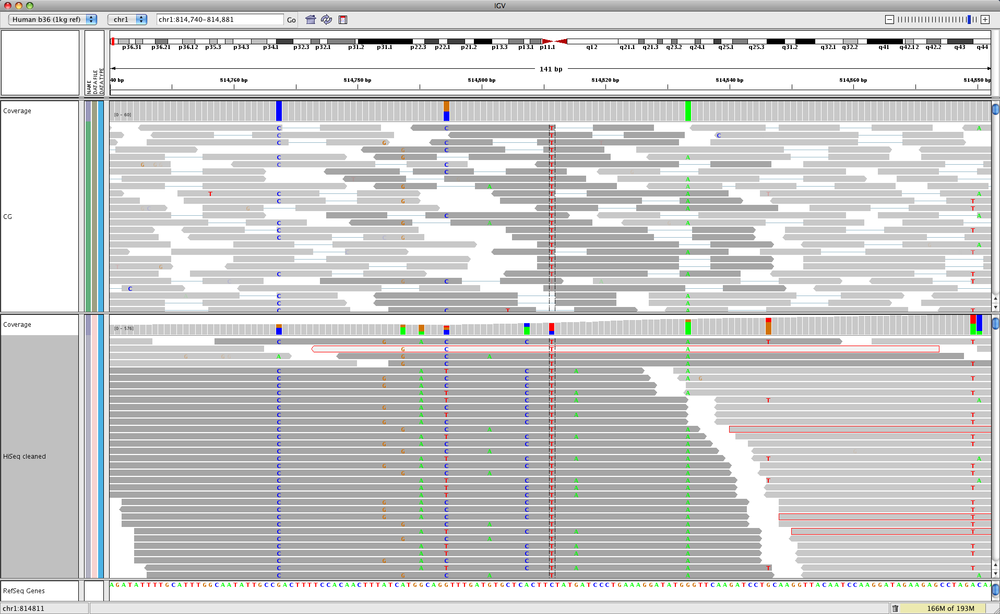 IGV
Human b36 (1kg ref) chr1 chr1:814,740-814,881 Go
p36.31 p36.21 p36.12 p35.3 p34.3 p34.1 p32.3 p32.1 p31.2 p31.1 p22.3 p22.1 p21.2 p13.3 p13.1 p11.1 q12 q21.1 q21.3 q23.2 q24.1 q25.1 q25.3 q31.2 q32.1 q32.2 q41 q42.12 q42.2 q43 q44
141 bp
NAME
DATA FILE
DATA TYPE
40 bp 814,760 bp 814,780 bp 814,800 bp 814,820 bp 814,840 bp 814,860 bp 814,880 bp
Coverage
[0 - 60]
C C T A
C T C
C G C T T
G C T
C G T A
G G G C T
C T
T T A
G A T A
T C T A T A
C G T A T
G C G T T
C T A
C G A T G A
C T T
C C G T
T A
C T A T
T
T G T
C T A T
C G C T A T
C
C A
C A
C C T A T
CG
Coverage
[0 - 576]
C G A C C T A T T
G C T A
G G G A G C A T A
G C T A T
C A T C T A A
C G A C C T A G T
C G A C C T
C A T C T A A T
C A T C T A T A
C G A C C T
C A T C T A T
C G A C C T T
C G C A T A
C A T C T A A T
C G A C C T A T
C G C A T A
C A T C T A A T A
C G A C C T A T
C G C A T A T
C A T C T A A T A
C A T C T A A T
C A T C T A A
C G A C C T A T
C G A C C T A T
C G A C C T A T
C G C A T A T
C A T C T A A T
C G C A T A
C A T C T A A T
C A T C T A A T
C G A C C T A
C A T C T A A T T
C G C A T A A
HiSeq cleaned
AGATATTTTGCATTTGGCAATATTGCCGACTTTTCCACAACTTTATCATGGCAGGTTTGATGTGCTCACTTCTATGATCCCTGAAAGGATATGGGTTCAAGATCCTGCAAGGTTACAATCCAAGGATAGAAGAGCCTAGACAA
RefSeq Genes
chr1:814811
166M of 193M